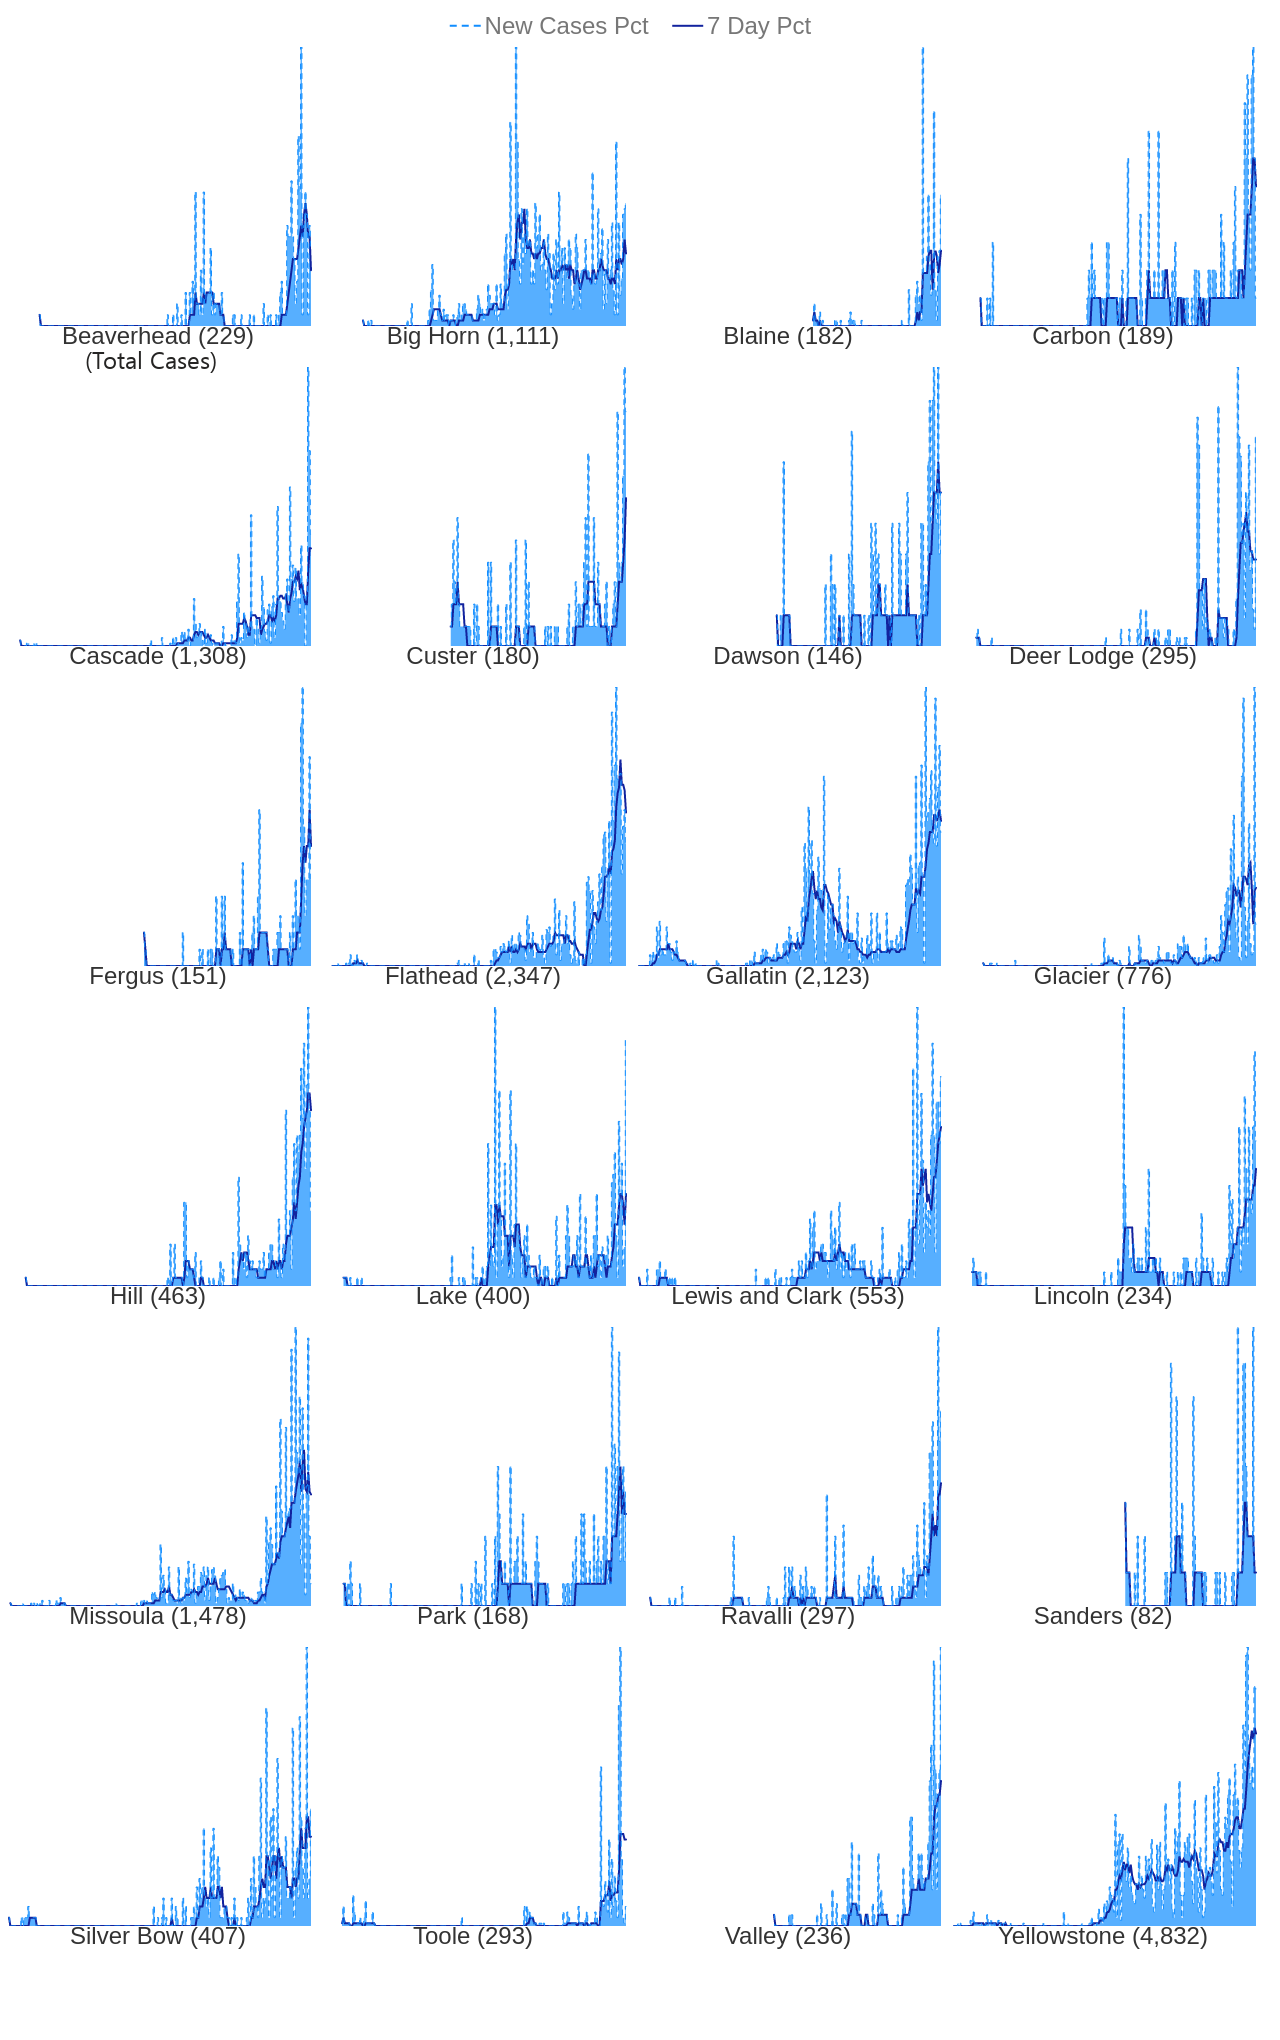 New Cases Pct 7 Day Pct
Beaverhead (229) Big Horn (1,111) Blaine (182) Carbon (189)
(Total Cases)
Cascade (1,308) Custer (180) Dawson (146) Deer Lodge (295)
Fergus (151) Flathead (2,347) Gallatin (2,123) Glacier (776)
Hill (463) Lake (400) Lewis and Clark (553) Lincoln (234)
Missoula (1,478) Park (168) Ravalli (297) Sanders (82)
Silver Bow (407) Toole (293) Valley (236) Yellowstone (4,832)